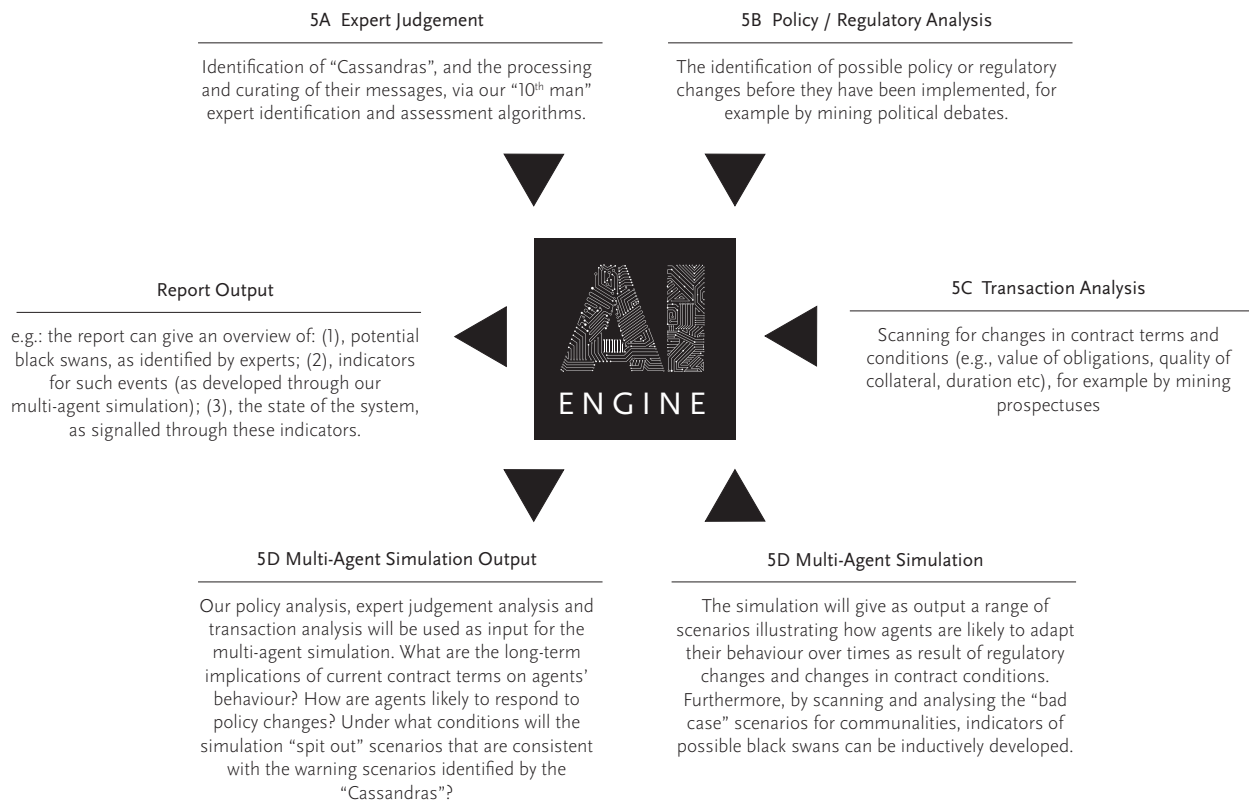 5A Expert Judgement
Identification of “Cassandras”, and the processing
and curating of their messages, via our “10th man”
expert identification and assessment algorithms.
5B Policy / Regulatory Analysis
The identification of possible policy or regulatory
changes before they have been implemented, for
example by mining political debates.
Report Output
e.g.: the report can give an overview of: (1), potential
black swans, as identified by experts; (2), indicators
for such events (as developed through our
multi-agent simulation); (3), the state of the system,
as signalled through these indicators.
AI
ENGINE
5C Transaction Analysis
Scanning for changes in contract terms and
conditions (e.g., value of obligations, quality of
collateral, duration etc), for example by mining
prospectuses
5D Multi-Agent Simulation Output
Our policy analysis, expert judgement analysis and
transaction analysis will be used as input for the
multi-agent simulation. What are the long-term
implications of current contract terms on agents’
behaviour? How are agents likely to respond to
policy changes? Under what conditions will the
simulation “spit out” scenarios that are consistent
with the warning scenarios identified by the
“Cassandras”?
5D Multi-Agent Simulation
The simulation will give as output a range of
scenarios illustrating how agents are likely to adapt
their behaviour over times as result of regulatory
changes and changes in contract conditions.
Furthermore, by scanning and analysing the “bad
case” scenarios for communalities, indicators of
possible black swans can be inductively developed.